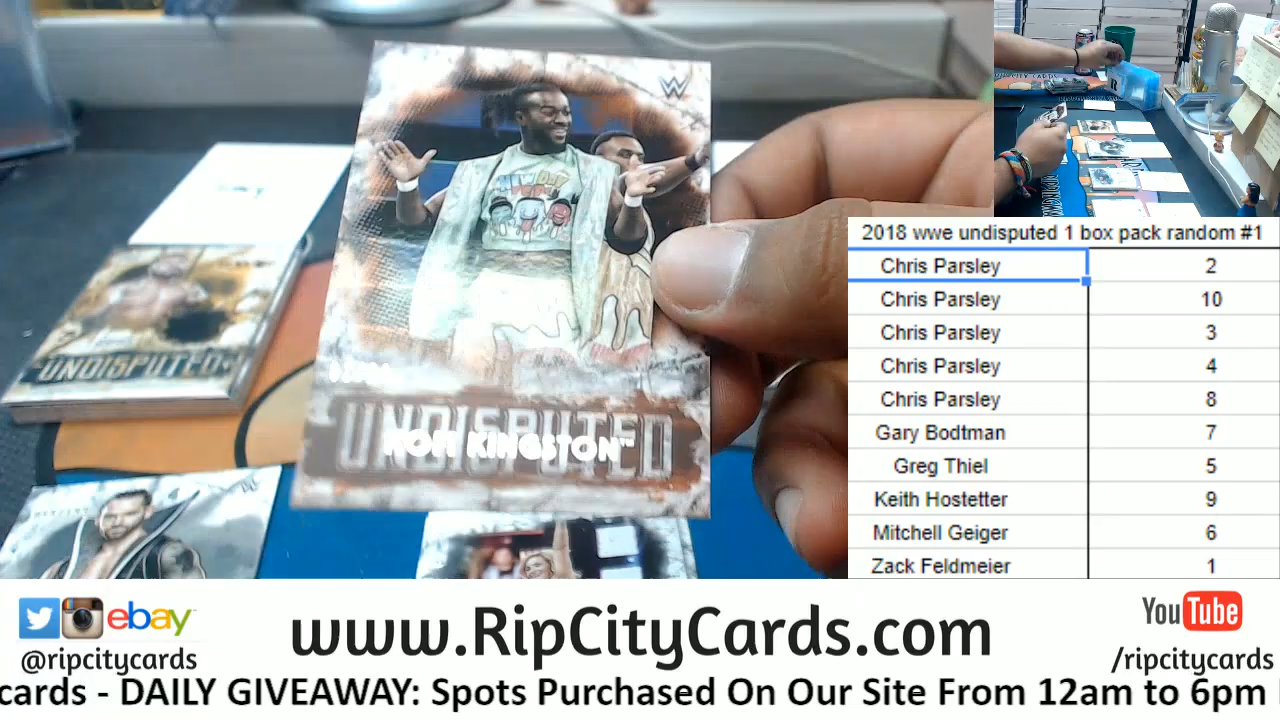 UNDISPUTED
KOFI KINGSTON™
UNDISPUTED
2018 wwe undisputed 1 box pack random #1
Chris Parsley 2
Chris Parsley 10
Chris Parsley 3
Chris Parsley 4
Chris Parsley 8
Gary Bodtman 7
Greg Thiel 5
Keith Hostetter 9
Mitchell Geiger 6
Zack Feldmeier 1
ebay™
@ripcitycards
www.RipCityCards.com
YouTube
/ripcitycards
cards - DAILY GIVEAWAY: Spots Purchased On Our Site From 12am to 6pm